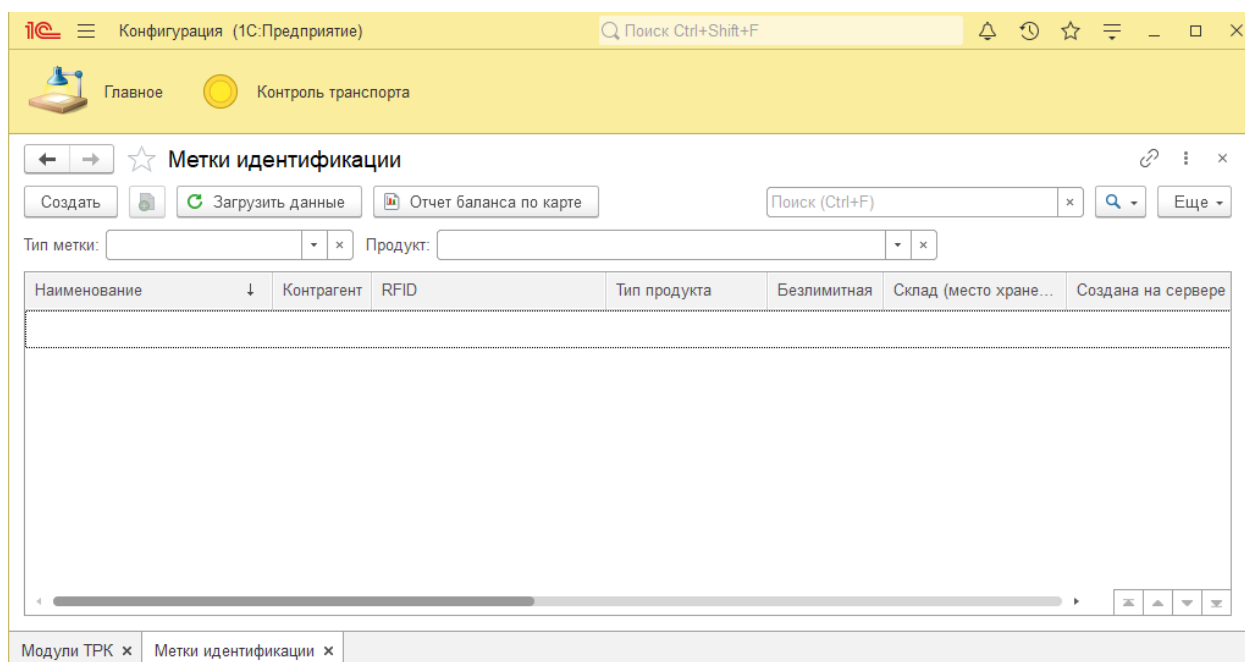 1С Конфигурация (1С:Предприятие) Поиск Ctrl+Shift+F
Главное Контроль транспорта
Метки идентификации
Создать Загрузить данные Отчет баланса по карте Поиск (Ctrl+F) × Еще
Тип метки: × Продукт: ×
Наименование ↓ Контрагент RFID Тип продукта Безлимитная Склад (место хране... Создана на сервере
Модули ТРК × Метки идентификации ×